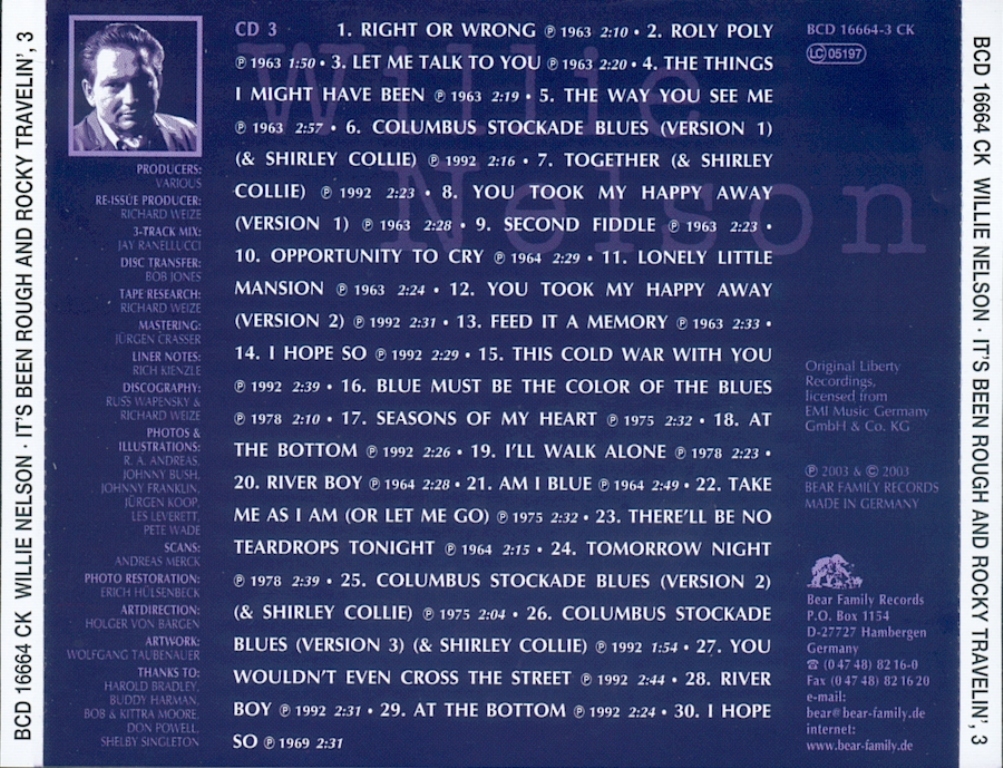 BCD 16664 CK WILLIE NELSON · IT'S BEEN ROUGH AND ROCKY TRAVELIN', 3
PRODUCERS:
VARIOUS
RE-ISSUE PRODUCER:
RICHARD WEIZE
3-TRACK MIX:
JAY RANELLUCCI
DISC TRANSFER:
BOB JONES
TAPE RESEARCH:
RICHARD WEIZE
MASTERING:
JÜRGEN CRASSER
LINER NOTES:
RICH KIENZLE
DISCOGRAPHY:
RUSS WAPENSKY &
RICHARD WEIZE
PHOTOS &
ILLUSTRATIONS:
R. A. ANDREAS,
JOHNNY BUSH,
JOHNNY FRANKLIN,
JÜRGEN KOOP,
LES LEVERETT,
PETE WADE
SCANS:
ANDREAS MERCK
PHOTO RESTORATION:
ERICH HÜLSENBECK
ARTDIRECTION:
HOLGER VON BARGEN
ARTWORK:
WOLFGANG TAUBENAUER
THANKS TO:
HAROLD BRADLEY,
BUDDY HARMAN,
BOB & KITTRA MOORE,
DON POWELL,
SHELBY SINGLETON
Willie
Nelson
CD 3 1. RIGHT OR WRONG ℗ 1963 2:10 • 2. ROLY POLY
℗ 1963 1:50 • 3. LET ME TALK TO YOU ℗ 1963 2:20 • 4. THE THINGS
I MIGHT HAVE BEEN ℗ 1963 2:19 • 5. THE WAY YOU SEE ME
℗ 1963 2:57 • 6. COLUMBUS STOCKADE BLUES (VERSION 1)
(& SHIRLEY COLLIE) ℗ 1992 2:16 • 7. TOGETHER (& SHIRLEY
COLLIE) ℗ 1992 2:23 • 8. YOU TOOK MY HAPPY AWAY
(VERSION 1) ℗ 1963 2:28 • 9. SECOND FIDDLE ℗ 1963 2:23 •
10. OPPORTUNITY TO CRY ℗ 1964 2:29 • 11. LONELY LITTLE
MANSION ℗ 1963 2:24 • 12. YOU TOOK MY HAPPY AWAY
(VERSION 2) ℗ 1992 2:31 • 13. FEED IT A MEMORY ℗ 1963 2:33 •
14. I HOPE SO ℗ 1992 2:29 • 15. THIS COLD WAR WITH YOU
℗ 1992 2:39 • 16. BLUE MUST BE THE COLOR OF THE BLUES
℗ 1978 2:10 • 17. SEASONS OF MY HEART ℗ 1975 2:32 • 18. AT
THE BOTTOM ℗ 1992 2:26 • 19. I'LL WALK ALONE ℗ 1978 2:23 •
20. RIVER BOY ℗ 1964 2:28 • 21. AM I BLUE ℗ 1964 2:49 • 22. TAKE
ME AS I AM (OR LET ME GO) ℗ 1975 2:32 • 23. THERE'LL BE NO
TEARDROPS TONIGHT ℗ 1964 2:15 • 24. TOMORROW NIGHT
℗ 1978 2:39 • 25. COLUMBUS STOCKADE BLUES (VERSION 2)
(& SHIRLEY COLLIE) ℗ 1975 2:04 • 26. COLUMBUS STOCKADE
BLUES (VERSION 3) (& SHIRLEY COLLIE) ℗ 1992 1:54 • 27. YOU
WOULDN'T EVEN CROSS THE STREET ℗ 1992 2:44 • 28. RIVER
BOY ℗ 1992 2:31 • 29. AT THE BOTTOM ℗ 1992 2:24 • 30. I HOPE
SO ℗ 1969 2:31
BCD 16664-3 CK
LC 05197
Original Liberty
Recordings,
licensed from
EMI Music Germany
GmbH & Co. KG
℗ 2003 & © 2003
BEAR FAMILY RECORDS
MADE IN GERMANY
Bear Family Records
P.O. Box 1154
D-27727 Hambergen
Germany
☎ (0 47 48) 82 16-0
Fax (0 47 48) 82 16 20
e-mail:
bear@bear-family.de
internet:
www.bear-family.de
BCD 16664 CK WILLIE NELSON · IT'S BEEN ROUGH AND ROCKY TRAVELIN', 3